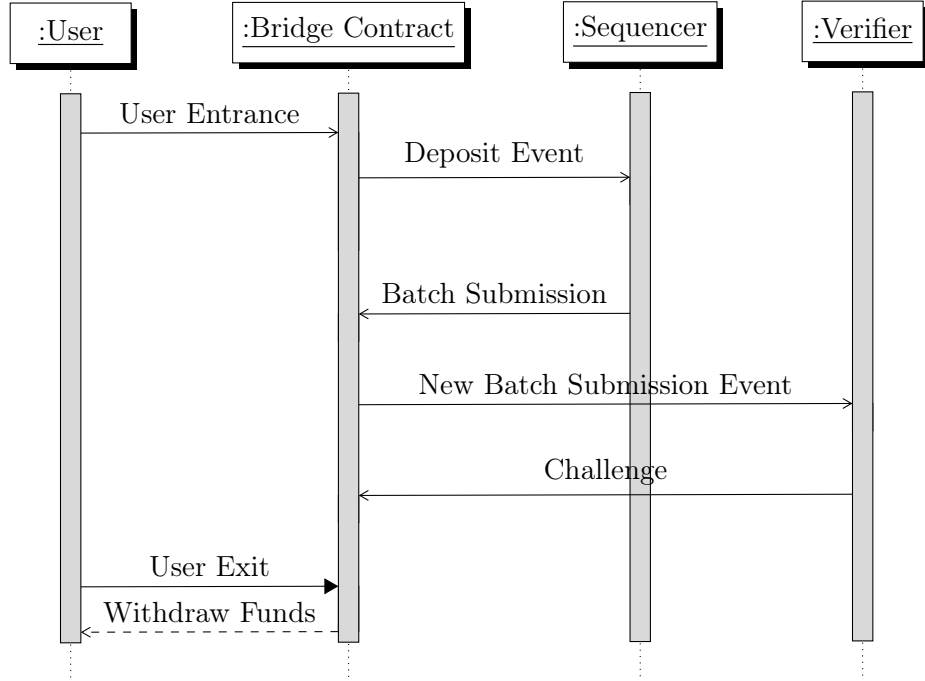 :User
:Bridge Contract
:Sequencer
:Verifier
User Entrance
Deposit Event
Batch Submission
New Batch Submission Event
Challenge
User Exit
Withdraw Funds